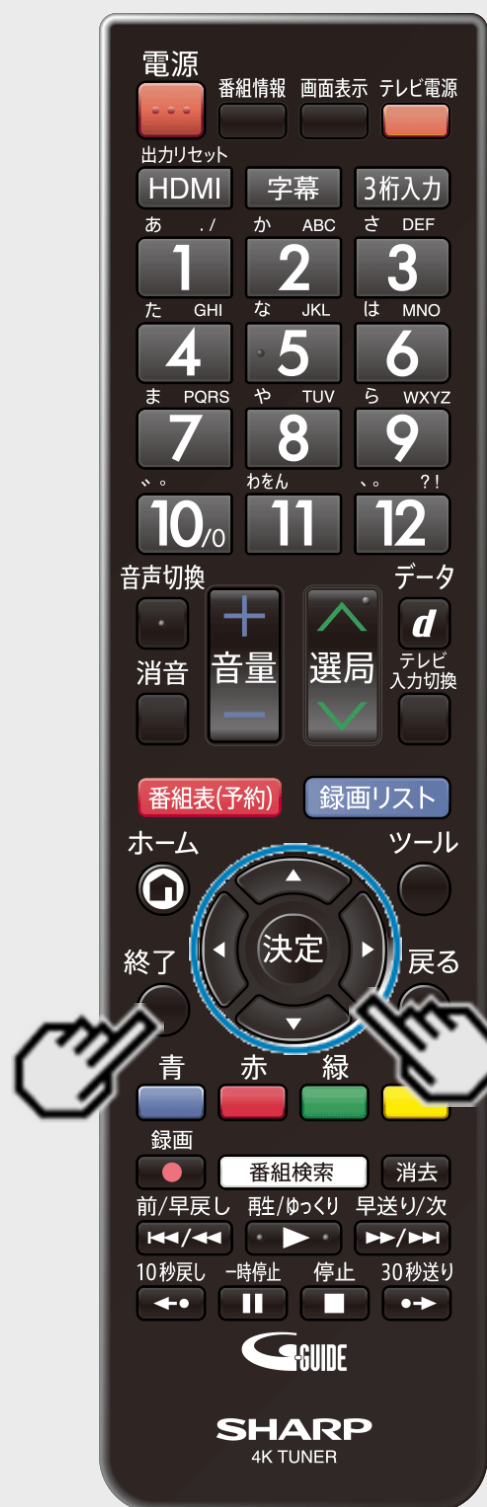 電源
番組情報 画面表示 テレビ電源
出力リセット
HDMI 字幕 3桁入力
あ ./ か ABC さ DEF
1 2 3
た GHI な JKL は MNO
4 5 6
ま PQRS や TUV ら WXYZ
7 8 9
゛゜ わをん 、。 ?!
10/0 11 12
音声切換 データ
d
+
消音 音量 選局 テレビ
入力切換
−
番組表(予約) 録画リスト
ホーム ツール
決定
終了 戻る
青 赤 緑
録画
番組検索 消去
前/早戻し 再生/ゆっくり 早送り/次
10秒戻し 一時停止 停止 30秒送り
G-GUIDE
SHARP
4K TUNER